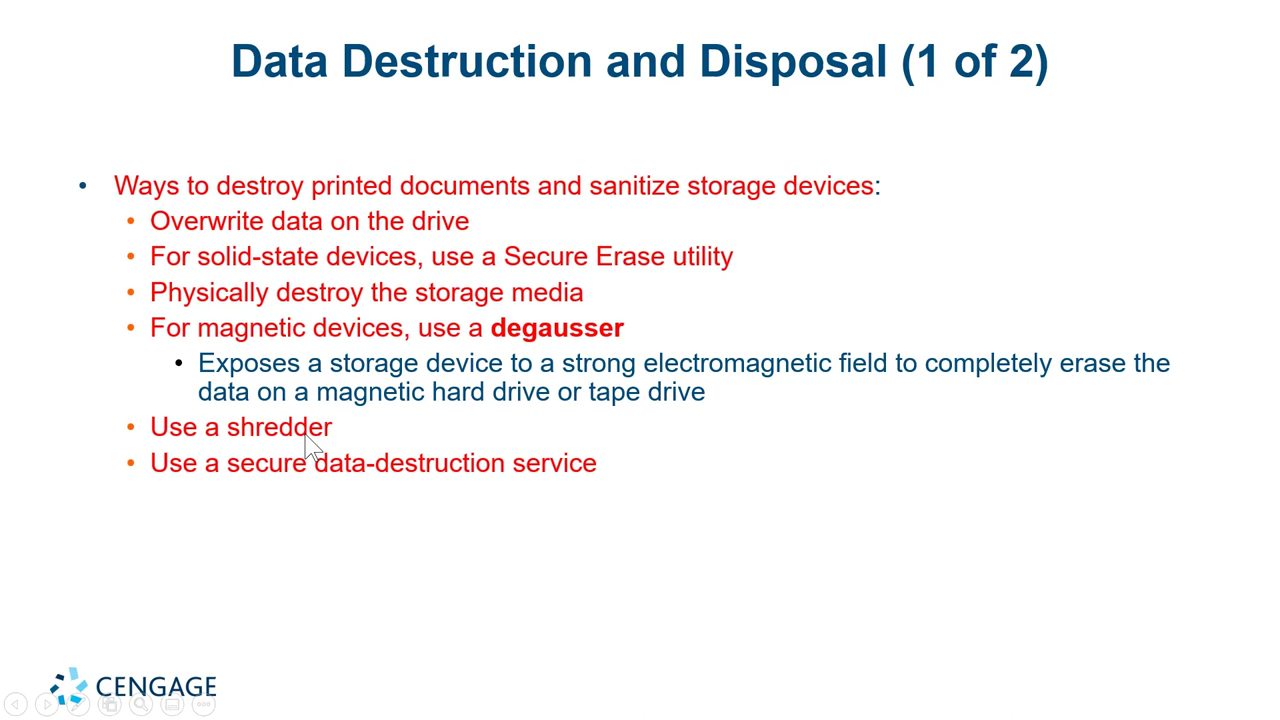 Data Destruction and Disposal (1 of 2)
• Ways to destroy printed documents and sanitize storage devices:
• Overwrite data on the drive
• For solid-state devices, use a Secure Erase utility
• Physically destroy the storage media
• For magnetic devices, use a degausser
• Exposes a storage device to a strong electromagnetic field to completely erase the
data on a magnetic hard drive or tape drive
• Use a shredder
• Use a secure data-destruction service
CENGAGE